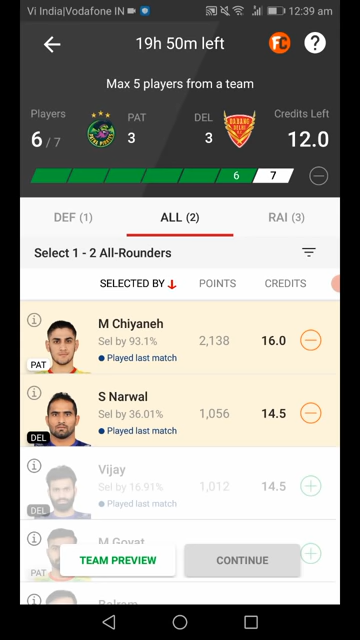 Vi India|Vodafone IN
12:39 am
19h 50m left
FC
?
Max 5 players from a team
Players
PAT
DEL
Credits Left
6 / 7
3
3
12.0
6
7
DEF (1)
ALL (2)
RAI (3)
Select 1 - 2 All-Rounders
SELECTED BY
POINTS
CREDITS
M Chiyaneh
Sel by 93.1%
2,138
16.0
Played last match
PAT
S Narwal
Sel by 36.01%
1,056
14.5
Played last match
DEL
Vijay
Sel by 16.91%
1,012
14.5
Played last match
DEL
M Goyat
PAT
TEAM PREVIEW
CONTINUE
Balram